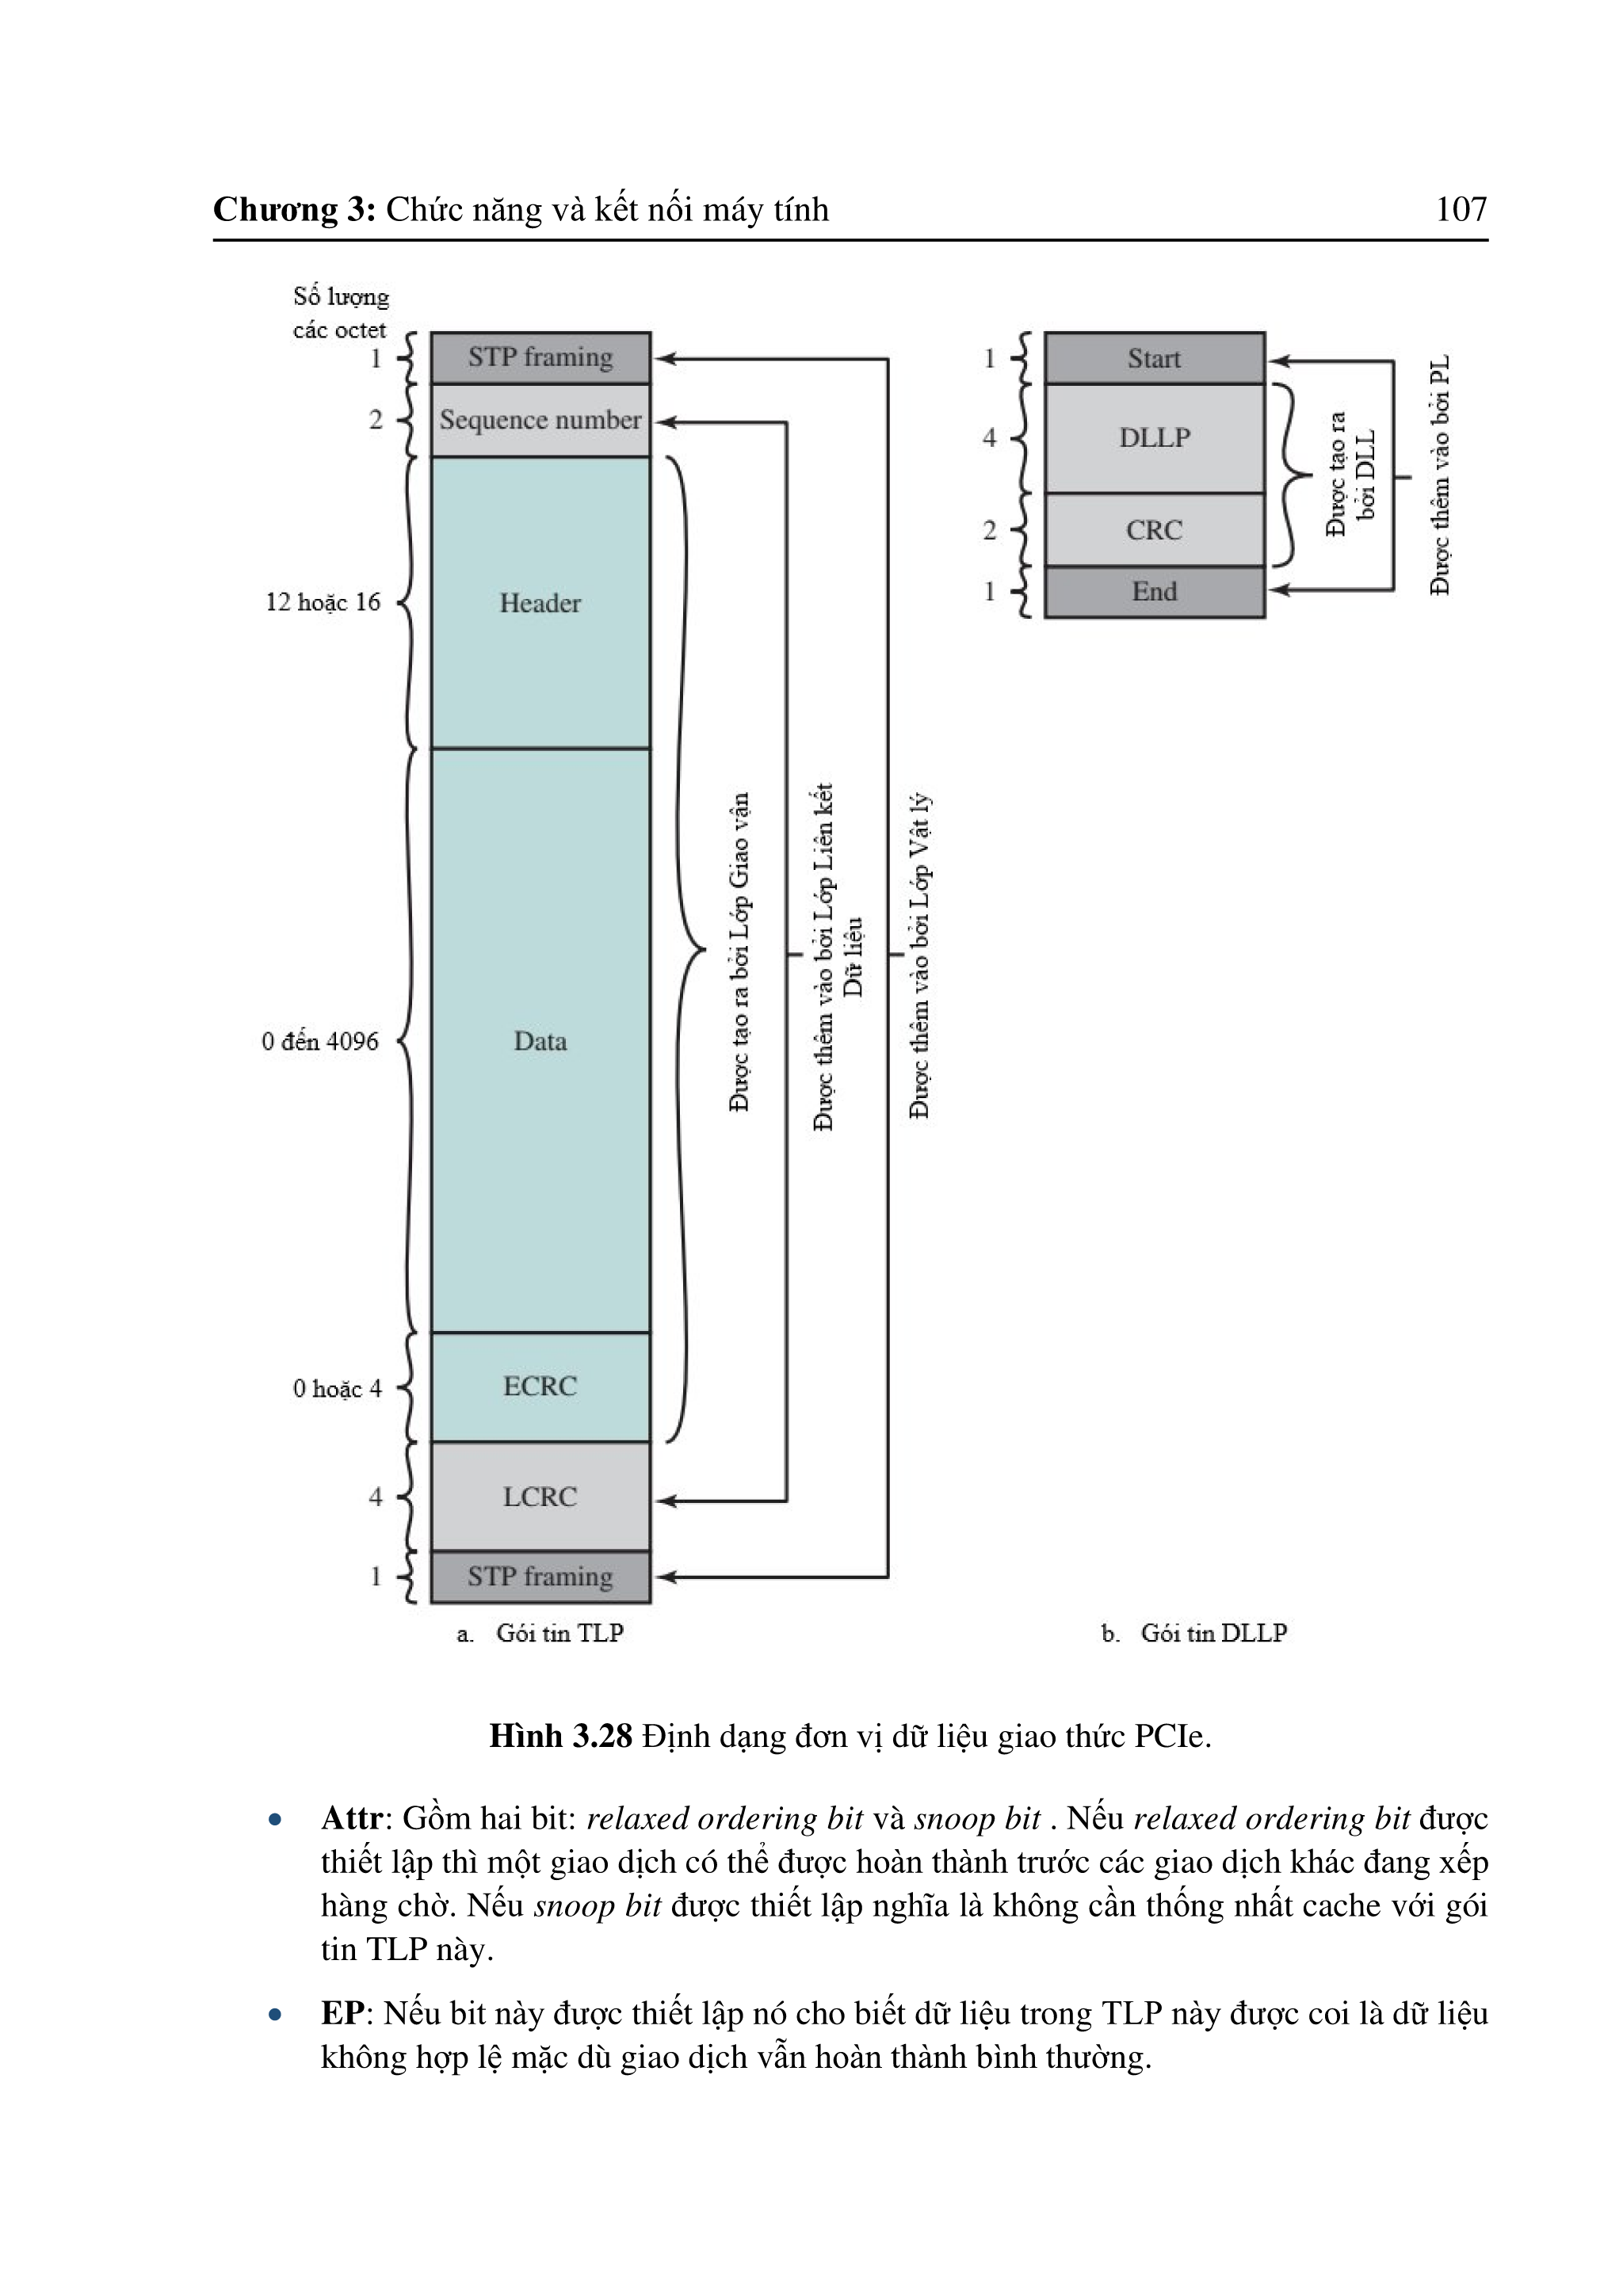 Chương 3: Chức năng và kết nối máy tính 107
Số lượng
các octet
1
STP framing
2
Sequence number
12 hoặc 16
Header
0 đến 4096
Data
0 hoặc 4
ECRC
4
LCRC
1
STP framing
Được tạo ra bởi Lớp Giao vận
Được thêm vào bởi Lớp Liên kết
Dữ liệu
Được thêm vào bởi Lớp Vật lý
a. Gói tin TLP
1
Start
4
DLLP
2
CRC
1
End
Được tạo ra
bởi DLL
Được thêm vào bởi PL
b. Gói tin DLLP
Hình 3.28 Định dạng đơn vị dữ liệu giao thức PCIe.
• Attr: Gồm hai bit: relaxed ordering bit và snoop bit . Nếu relaxed ordering bit được
thiết lập thì một giao dịch có thể được hoàn thành trước các giao dịch khác đang xếp
hàng chờ. Nếu snoop bit được thiết lập nghĩa là không cần thống nhất cache với gói
tin TLP này.
• EP: Nếu bit này được thiết lập nó cho biết dữ liệu trong TLP này được coi là dữ liệu
không hợp lệ mặc dù giao dịch vẫn hoàn thành bình thường.